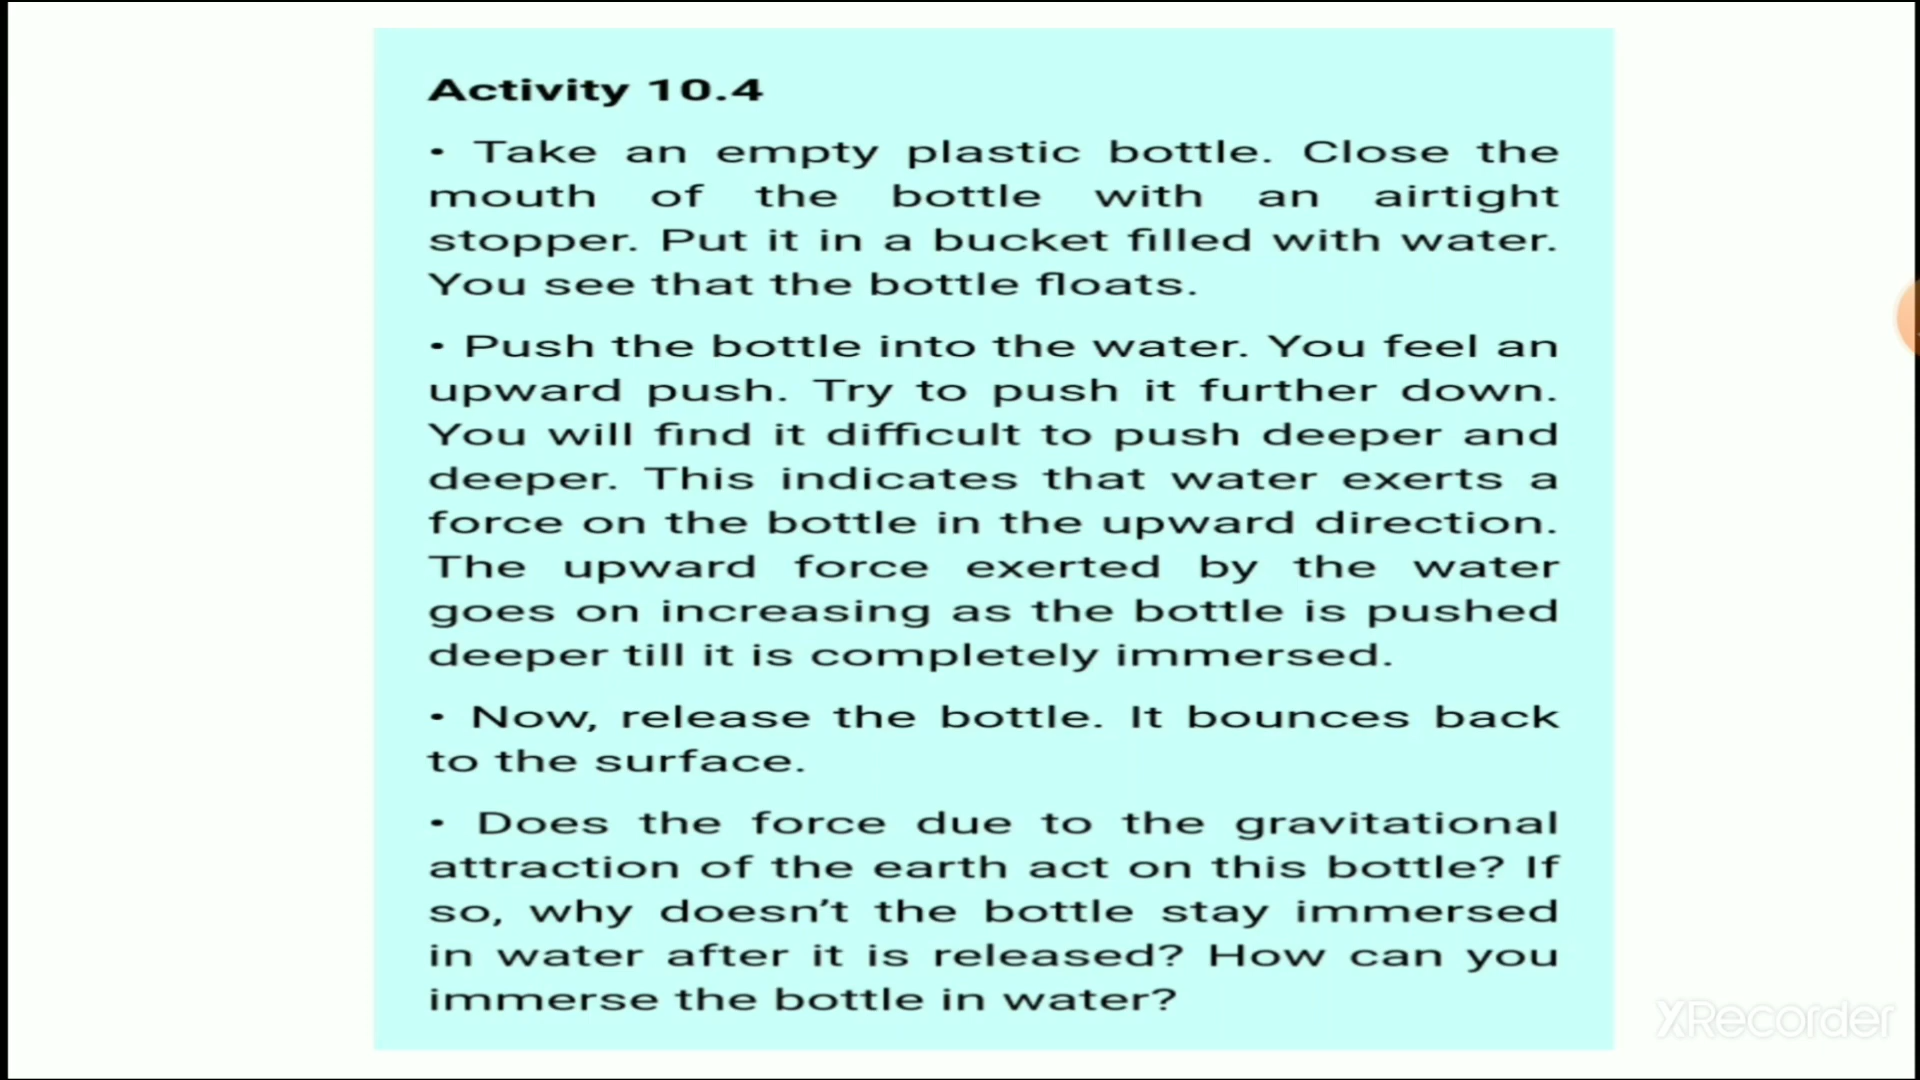 Activity 10.4
• Take an empty plastic bottle. Close the
mouth of the bottle with an airtight
stopper. Put it in a bucket filled with water.
You see that the bottle floats.
• Push the bottle into the water. You feel an
upward push. Try to push it further down.
You will find it difficult to push deeper and
deeper. This indicates that water exerts a
force on the bottle in the upward direction.
The upward force exerted by the water
goes on increasing as the bottle is pushed
deeper till it is completely immersed.
• Now, release the bottle. It bounces back
to the surface.
• Does the force due to the gravitational
attraction of the earth act on this bottle? If
so, why doesn’t the bottle stay immersed
in water after it is released? How can you
immerse the bottle in water?
XRecorder